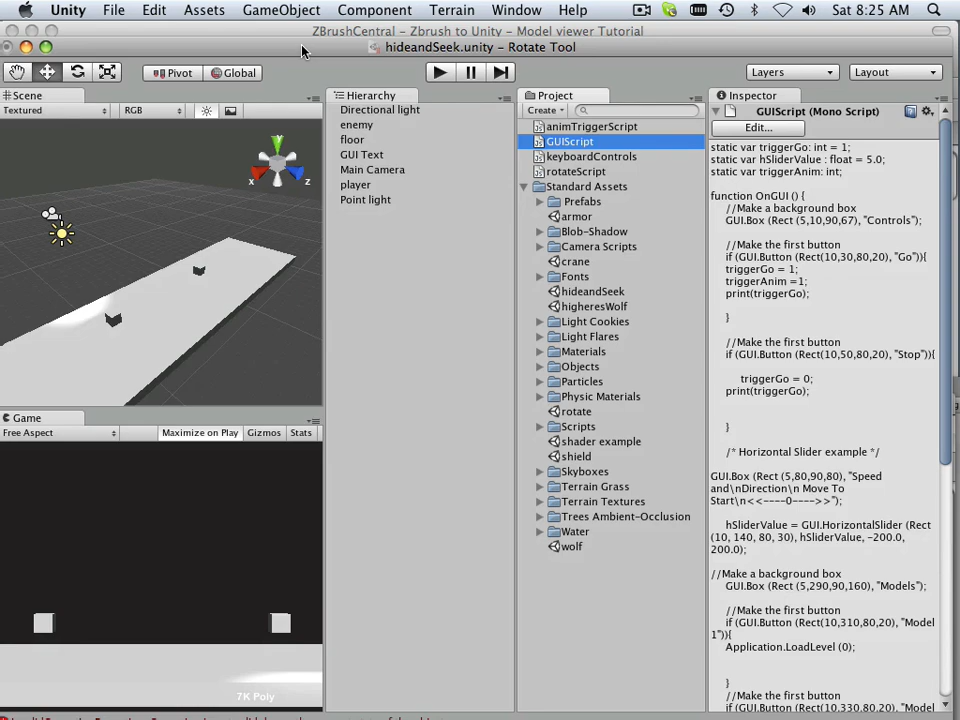 Unity File Edit Assets GameObject Component Terrain Window Help Sat 8:25 AM
ZBrushCentral - Zbrush to Unity - Model viewer Tutorial
hideandSeek.unity - Rotate Tool
Pivot Global Layers Layout
Scene
Textured RGB
x z
Game
Free Aspect Maximize on Play Gizmos Stats
7K Poly
Hierarchy
Directional light
enemy
floor
GUI Text
Main Camera
player
Point light
Project
Create
animTriggerScript
GUIScript
keyboardControls
rotateScript
Standard Assets
Prefabs
armor
Blob-Shadow
Camera Scripts
crane
Fonts
hideandSeek
higheresWolf
Light Cookies
Light Flares
Materials
Objects
Particles
Physic Materials
rotate
Scripts
shader example
shield
Skyboxes
Terrain Grass
Terrain Textures
Trees Ambient-Occlusion
Water
wolf
Inspector
GUIScript (Mono Script)
Edit...
static var triggerGo: int = 1;
static var hSliderValue : float = 5.0;
static var triggerAnim: int;
function OnGUI () {
//Make a background box
GUI.Box (Rect (5,10,90,67), "Controls");
//Make the first button
if (GUI.Button (Rect(10,30,80,20), "Go")){
triggerGo = 1;
triggerAnim =1;
print(triggerGo);
}
//Make the first button
if (GUI.Button (Rect(10,50,80,20), "Stop")){
triggerGo = 0;
print(triggerGo);
}
/* Horizontal Slider example */
GUI.Box (Rect (5,80,90,80), "Speed
and\nDirection\n Move To
Start\n<<----0---->>");
hSliderValue = GUI.HorizontalSlider (Rect
(10, 140, 80, 30), hSliderValue, -200.0,
200.0);
//Make a background box
GUI.Box (Rect (5,290,90,160), "Models");
//Make the first button
if (GUI.Button (Rect(10,310,80,20), "Model
1")){
Application.LoadLevel (0);
}
//Make the first button
if (GUI.Button (Rect(10,330,80,20), "Model